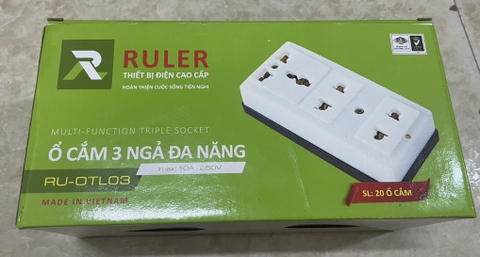 RULER
THIẾT BỊ ĐIỆN CAO CẤP
HOÀN THIỆN CUỘC SỐNG TIỆN NGHI
MULTI-FUNCTION TRIPLE SOCKET
Ổ CẮM 3 NGẢ ĐA NĂNG
RU-OTL03
Max: 10A - 250V
MADE IN VIETNAM
SL: 20 Ổ CẮM